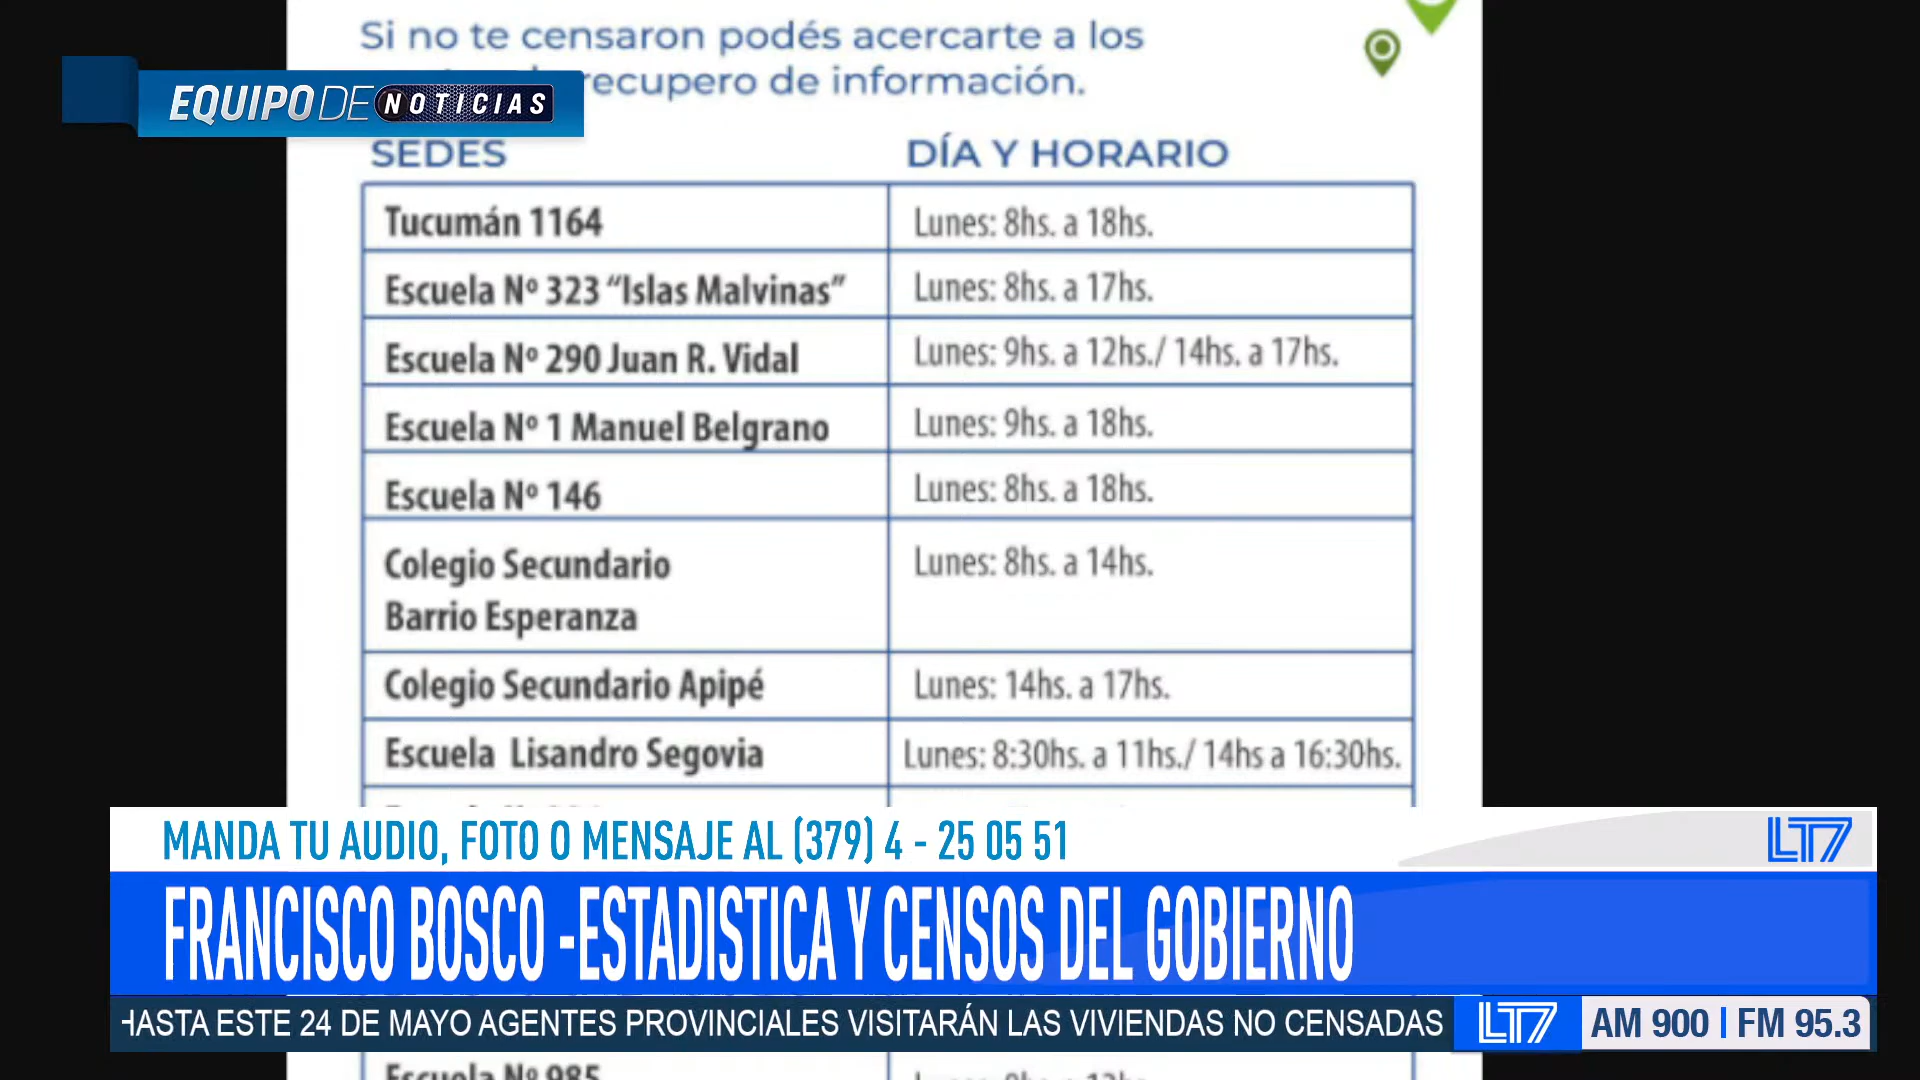 Si no te censaron podés acercarte a los
recupero de información.
EQUIPO DE NOTICIAS
SEDES DÍA Y HORARIO
Tucumán 1164 Lunes: 8hs. a 18hs.
Escuela Nº 323 “Islas Malvinas” Lunes: 8hs. a 17hs.
Escuela Nº 290 Juan R. Vidal Lunes: 9hs. a 12hs./ 14hs. a 17hs.
Escuela Nº 1 Manuel Belgrano Lunes: 9hs. a 18hs.
Escuela Nº 146 Lunes: 8hs. a 18hs.
Colegio Secundario Lunes: 8hs. a 14hs.
Barrio Esperanza
Colegio Secundario Apipé Lunes: 14hs. a 17hs.
Escuela Lisandro Segovia Lunes: 8:30hs. a 11hs./ 14hs a 16:30hs.
MANDA TU AUDIO, FOTO O MENSAJE AL (379) 4 - 25 05 51
LT7
FRANCISCO BOSCO -ESTADISTICA Y CENSOS DEL GOBIERNO
HASTA ESTE 24 DE MAYO AGENTES PROVINCIALES VISITARÁN LAS VIVIENDAS NO CENSADAS
LT7 AM 900 | FM 95.3
Escuela Nº 985